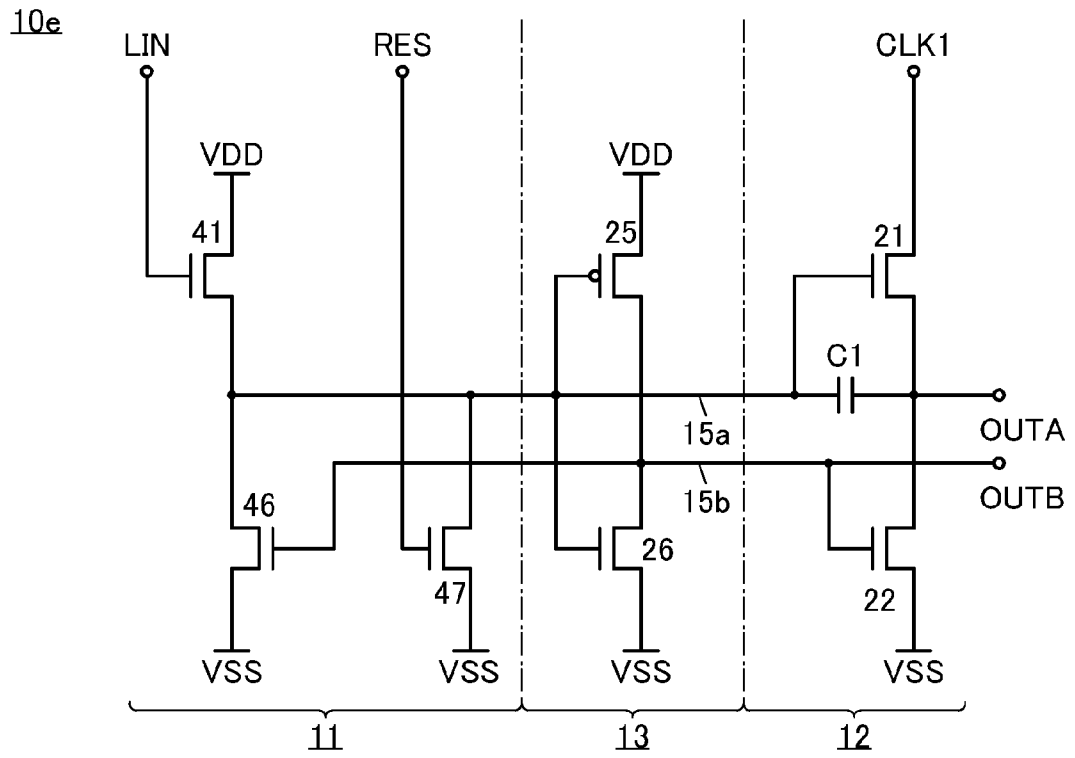 10e
LIN
RES
CLK1
VDD
VDD
41
25
21
C1
15a
OUTA
15b
OUTB
46
47
26
22
VSS
VSS
VSS
VSS
11
13
12